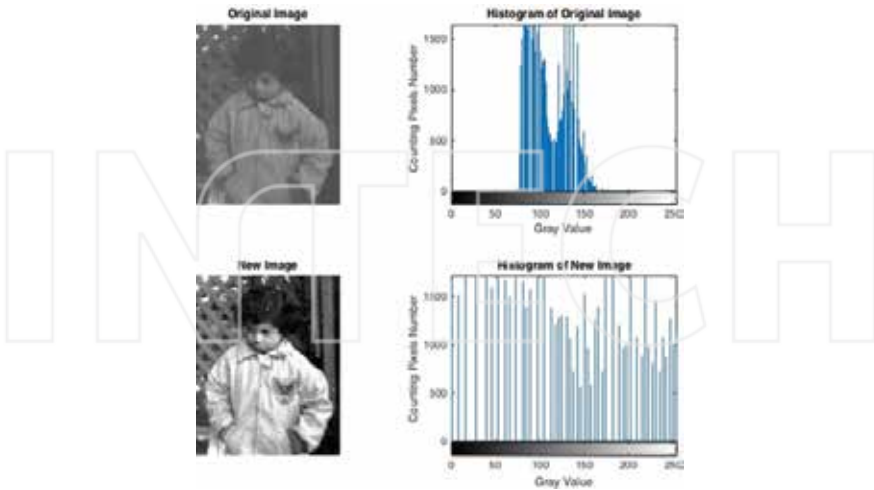 Original Image
Histogram of Original Image
Counting Pixels Number
1500
1000
500
0
0 50 100 150 200 250
Gray Value
New Image
Histogram of New Image
Counting Pixels Number
1500
1000
500
0
0 50 100 150 200 250
Gray Value
INTECH